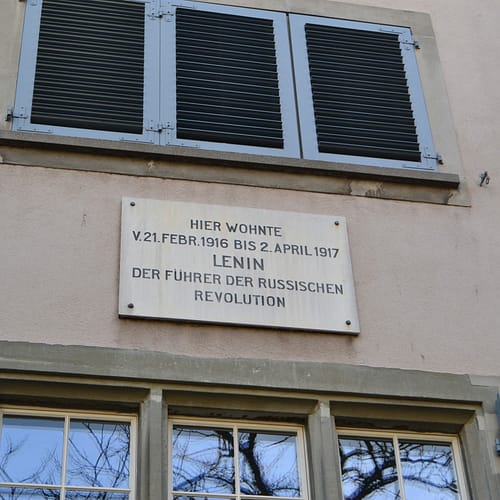 HIER WOHNTE
V. 21. FEBR. 1916 BIS 2. APRIL 1917
LENIN
DER FÜHRER DER RUSSISCHEN
REVOLUTION